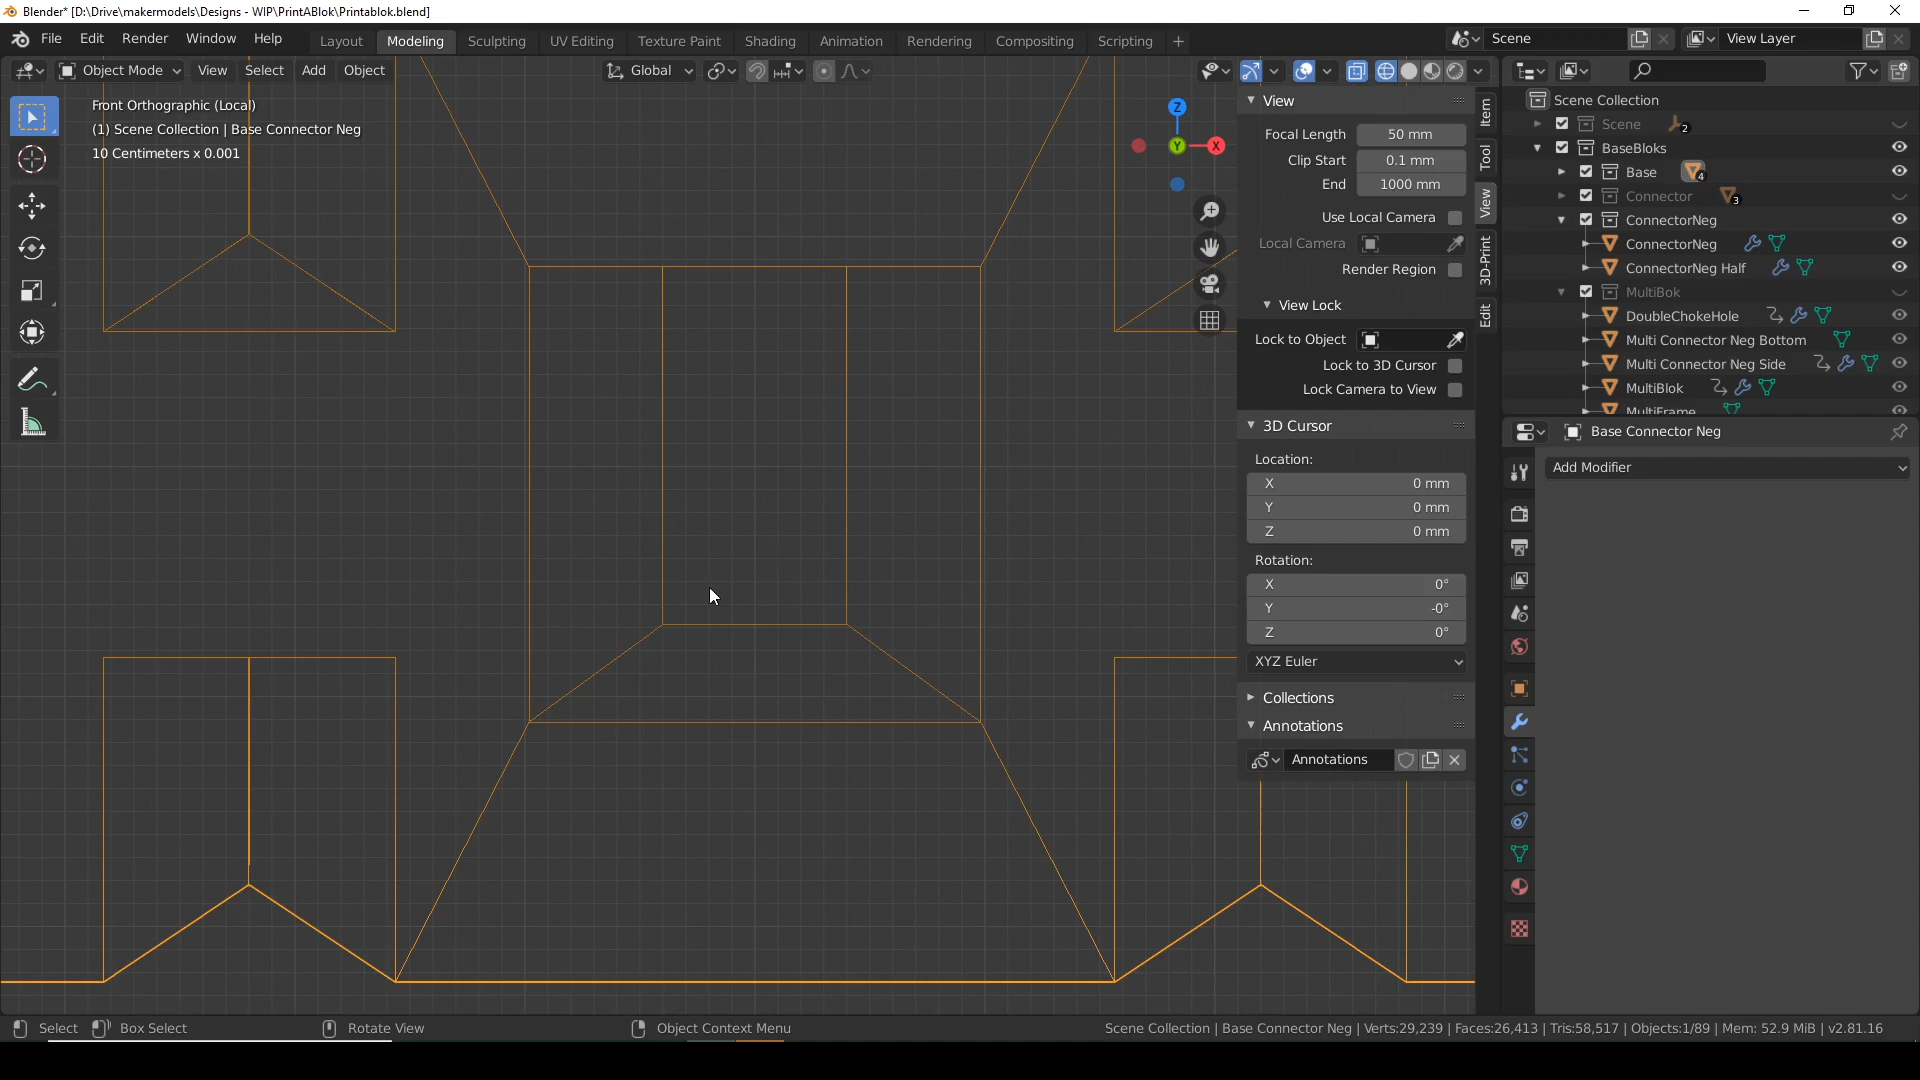 Blender* [D:\Drive\makermodels\Designs - WIP\PrintABlok\Printablok.blend]
File Edit Render Window Help Layout Modeling Sculpting UV Editing Texture Paint Shading Animation Rendering Compositing Scripting + Scene View Layer
Object Mode View Select Add Object Global
Front Orthographic (Local)
(1) Scene Collection | Base Connector Neg
10 Centimeters x 0.001
Z
Y
X
View
Focal Length 50 mm
Clip Start 0.1 mm
End 1000 mm
Use Local Camera
Local Camera
Render Region
View Lock
Lock to Object
Lock to 3D Cursor
Lock Camera to View
3D Cursor
Location:
X 0 mm
Y 0 mm
Z 0 mm
Rotation:
X 0°
Y -0°
Z 0°
XYZ Euler
Collections
Annotations
Annotations
Item
Tool
View
3D-Print
Edit
Scene Collection
Scene 2
BaseBloks
Base 4
Connector 3
ConnectorNeg
ConnectorNeg
ConnectorNeg Half
MultiBok
DoubleChokeHole
Multi Connector Neg Bottom
Multi Connector Neg Side
MultiBlok
MultiFrame
Base Connector Neg
Add Modifier
Select Box Select Rotate View Object Context Menu Scene Collection | Base Connector Neg | Verts:29,239 | Faces:26,413 | Tris:58,517 | Objects:1/89 | Mem: 52.9 MiB | v2.81.16